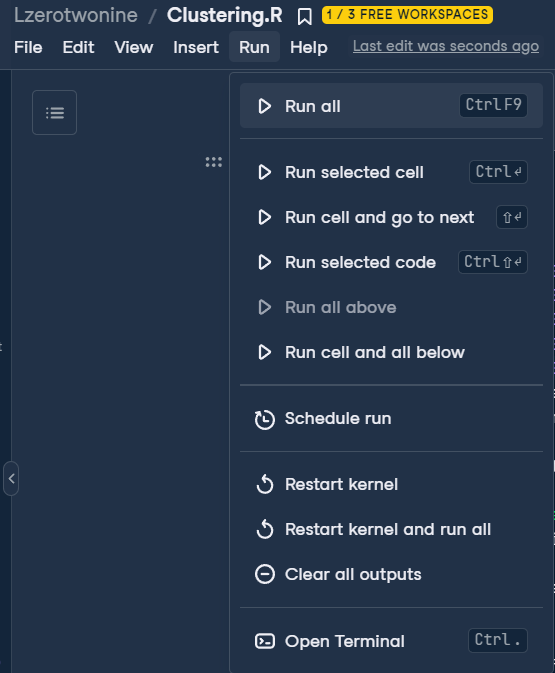 Lzerotwonine / Clustering.R 1 / 3 FREE WORKSPACES
File Edit View Insert Run Help Last edit was seconds ago
Run all Ctrl F9
Run selected cell Ctrl ↲
Run cell and go to next ⇧ ↲
Run selected code Ctrl ⇧ ↲
Run all above
Run cell and all below
Schedule run
Restart kernel
Restart kernel and run all
Clear all outputs
Open Terminal Ctrl .